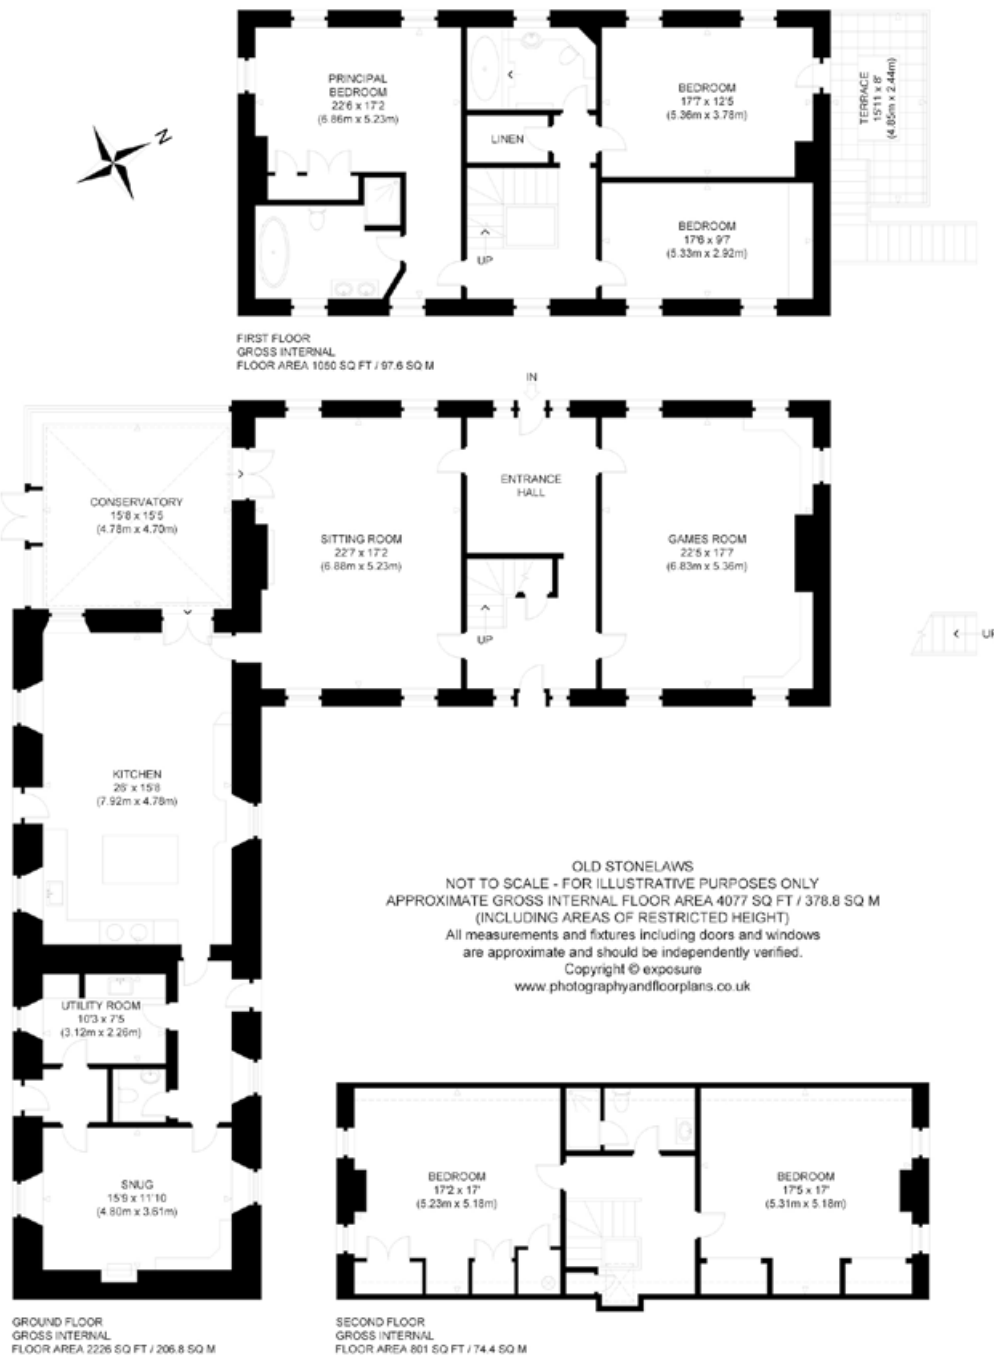 N
PRINCIPAL
BEDROOM
22'6 x 17'2
(6.86m x 5.23m)
LINEN
UP
BEDROOM
17'7 x 12'5
(5.36m x 3.78m)
BEDROOM
17'6 x 9'7
(5.33m x 2.92m)
TERRACE
15'11 x 8'
(4.85m x 2.44m)
FIRST FLOOR
GROSS INTERNAL
FLOOR AREA 1050 SQ FT / 97.6 SQ M
IN
CONSERVATORY
15'8 x 15'5
(4.78m x 4.70m)
SITTING ROOM
22'7 x 17'2
(6.88m x 5.23m)
ENTRANCE
HALL
UP
GAMES ROOM
22'5 x 17'7
(6.83m x 5.36m)
UP
KITCHEN
26' x 15'8
(7.92m x 4.78m)
UTILITY ROOM
10'3 x 7'5
(3.12m x 2.26m)
SNUG
15'9 x 11'10
(4.80m x 3.61m)
GROUND FLOOR
GROSS INTERNAL
FLOOR AREA 2226 SQ FT / 206.8 SQ M
OLD STONELAWS
NOT TO SCALE - FOR ILLUSTRATIVE PURPOSES ONLY
APPROXIMATE GROSS INTERNAL FLOOR AREA 4077 SQ FT / 378.8 SQ M
(INCLUDING AREAS OF RESTRICTED HEIGHT)
All measurements and fixtures including doors and windows
are approximate and should be independently verified.
Copyright © exposure
www.photographyandfloorplans.co.uk
BEDROOM
17'2 x 17'
(5.23m x 5.18m)
BEDROOM
17'5 x 17'
(5.31m x 5.18m)
SECOND FLOOR
GROSS INTERNAL
FLOOR AREA 801 SQ FT / 74.4 SQ M